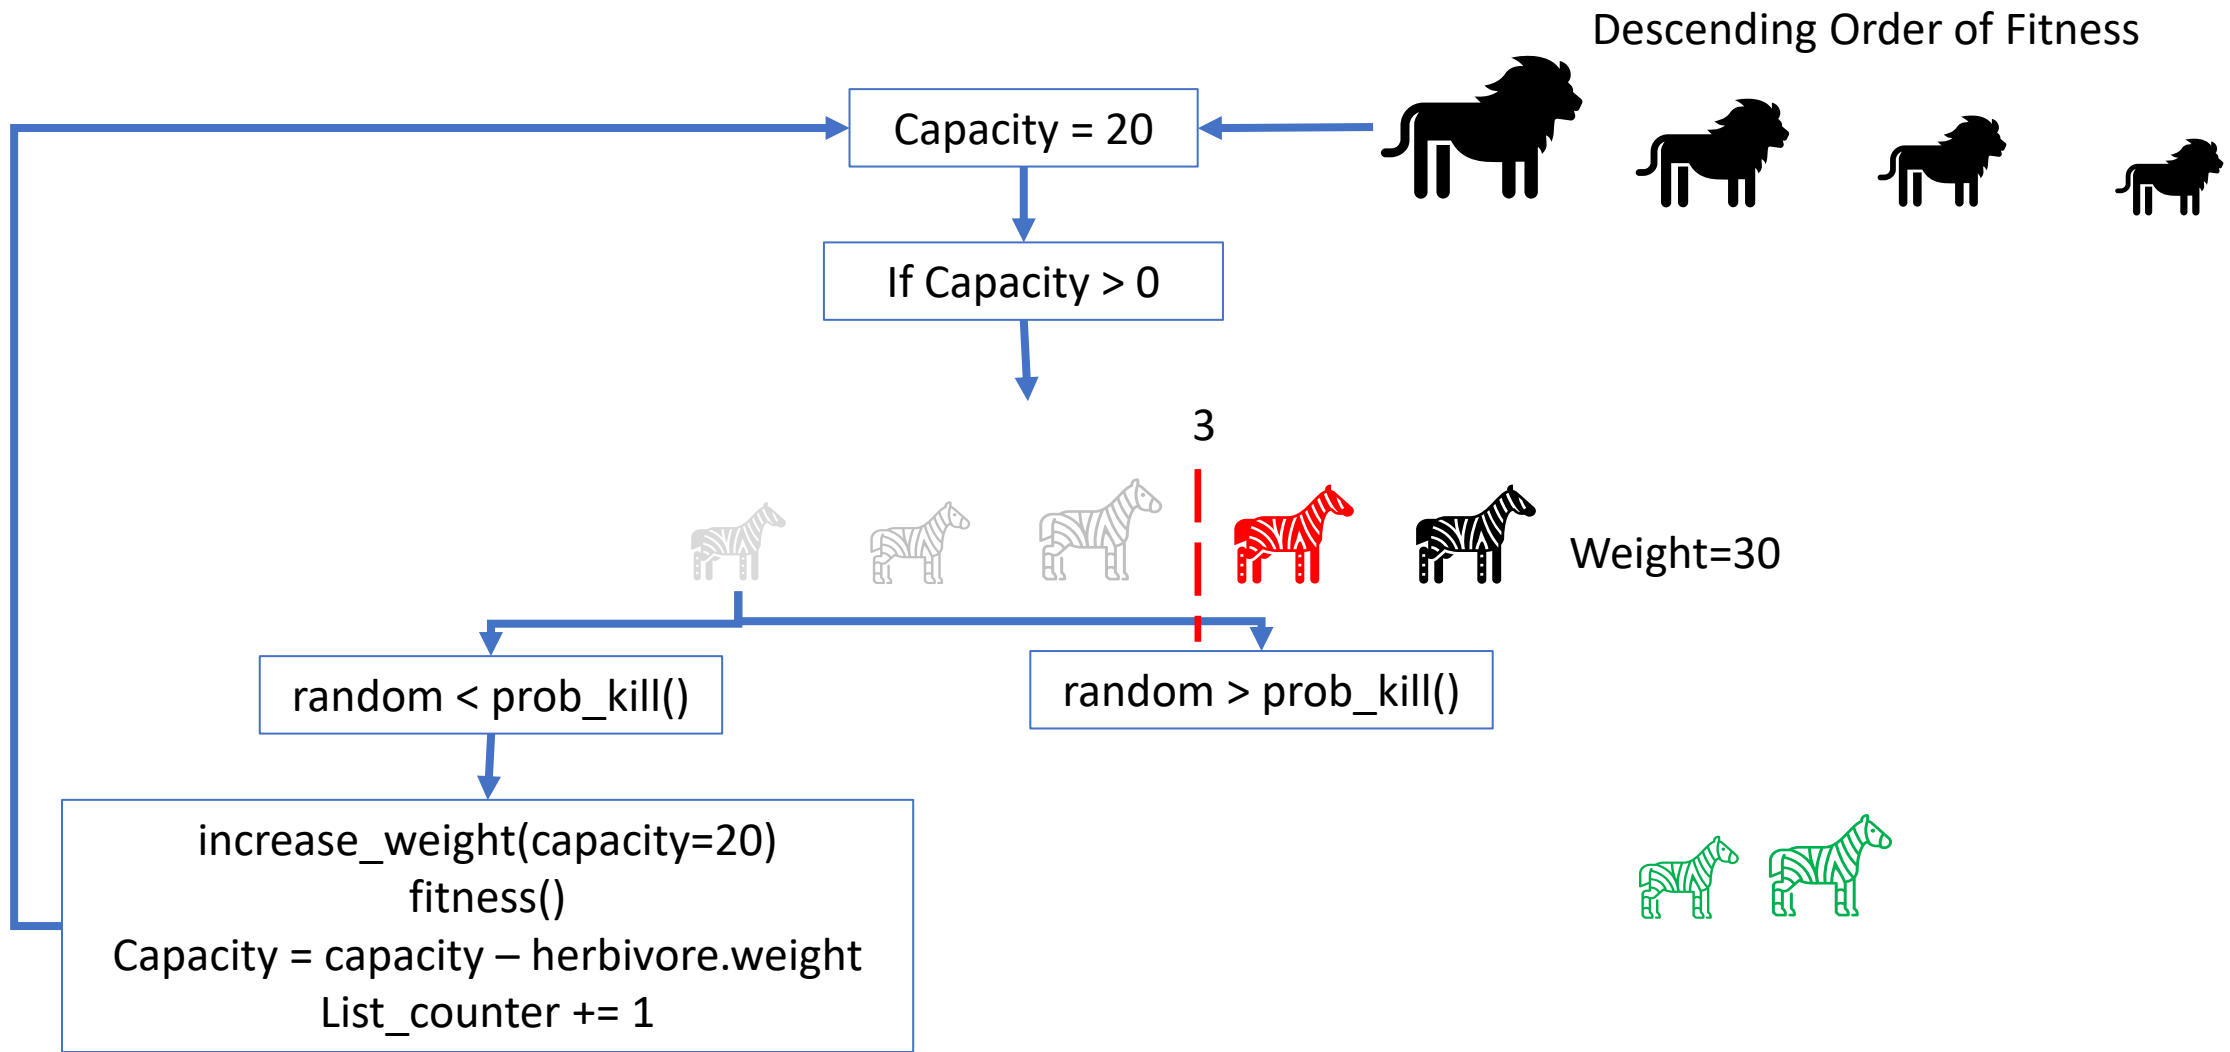 Descending Order of Fitness
Capacity = 20
If Capacity > 0
3
Weight=30
random < prob_kill()
random > prob_kill()
increase_weight(capacity=20)
fitness()
Capacity = capacity – herbivore.weight
List_counter += 1